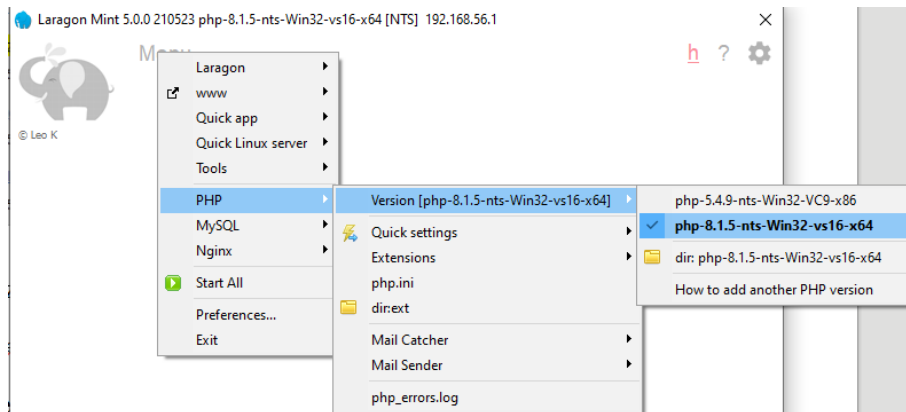 Laragon Mint 5.0.0 210523 php-8.1.5-nts-Win32-vs16-x64 [NTS] 192.168.56.1
Menu
h ?
© Leo K
Laragon
www
Quick app
Quick Linux server
Tools
PHP
MySQL
Nginx
Start All
Preferences...
Exit
Version [php-8.1.5-nts-Win32-vs16-x64]
Quick settings
Extensions
php.ini
dir:ext
Mail Catcher
Mail Sender
php_errors.log
php-5.4.9-nts-Win32-VC9-x86
php-8.1.5-nts-Win32-vs16-x64
dir: php-8.1.5-nts-Win32-vs16-x64
How to add another PHP version